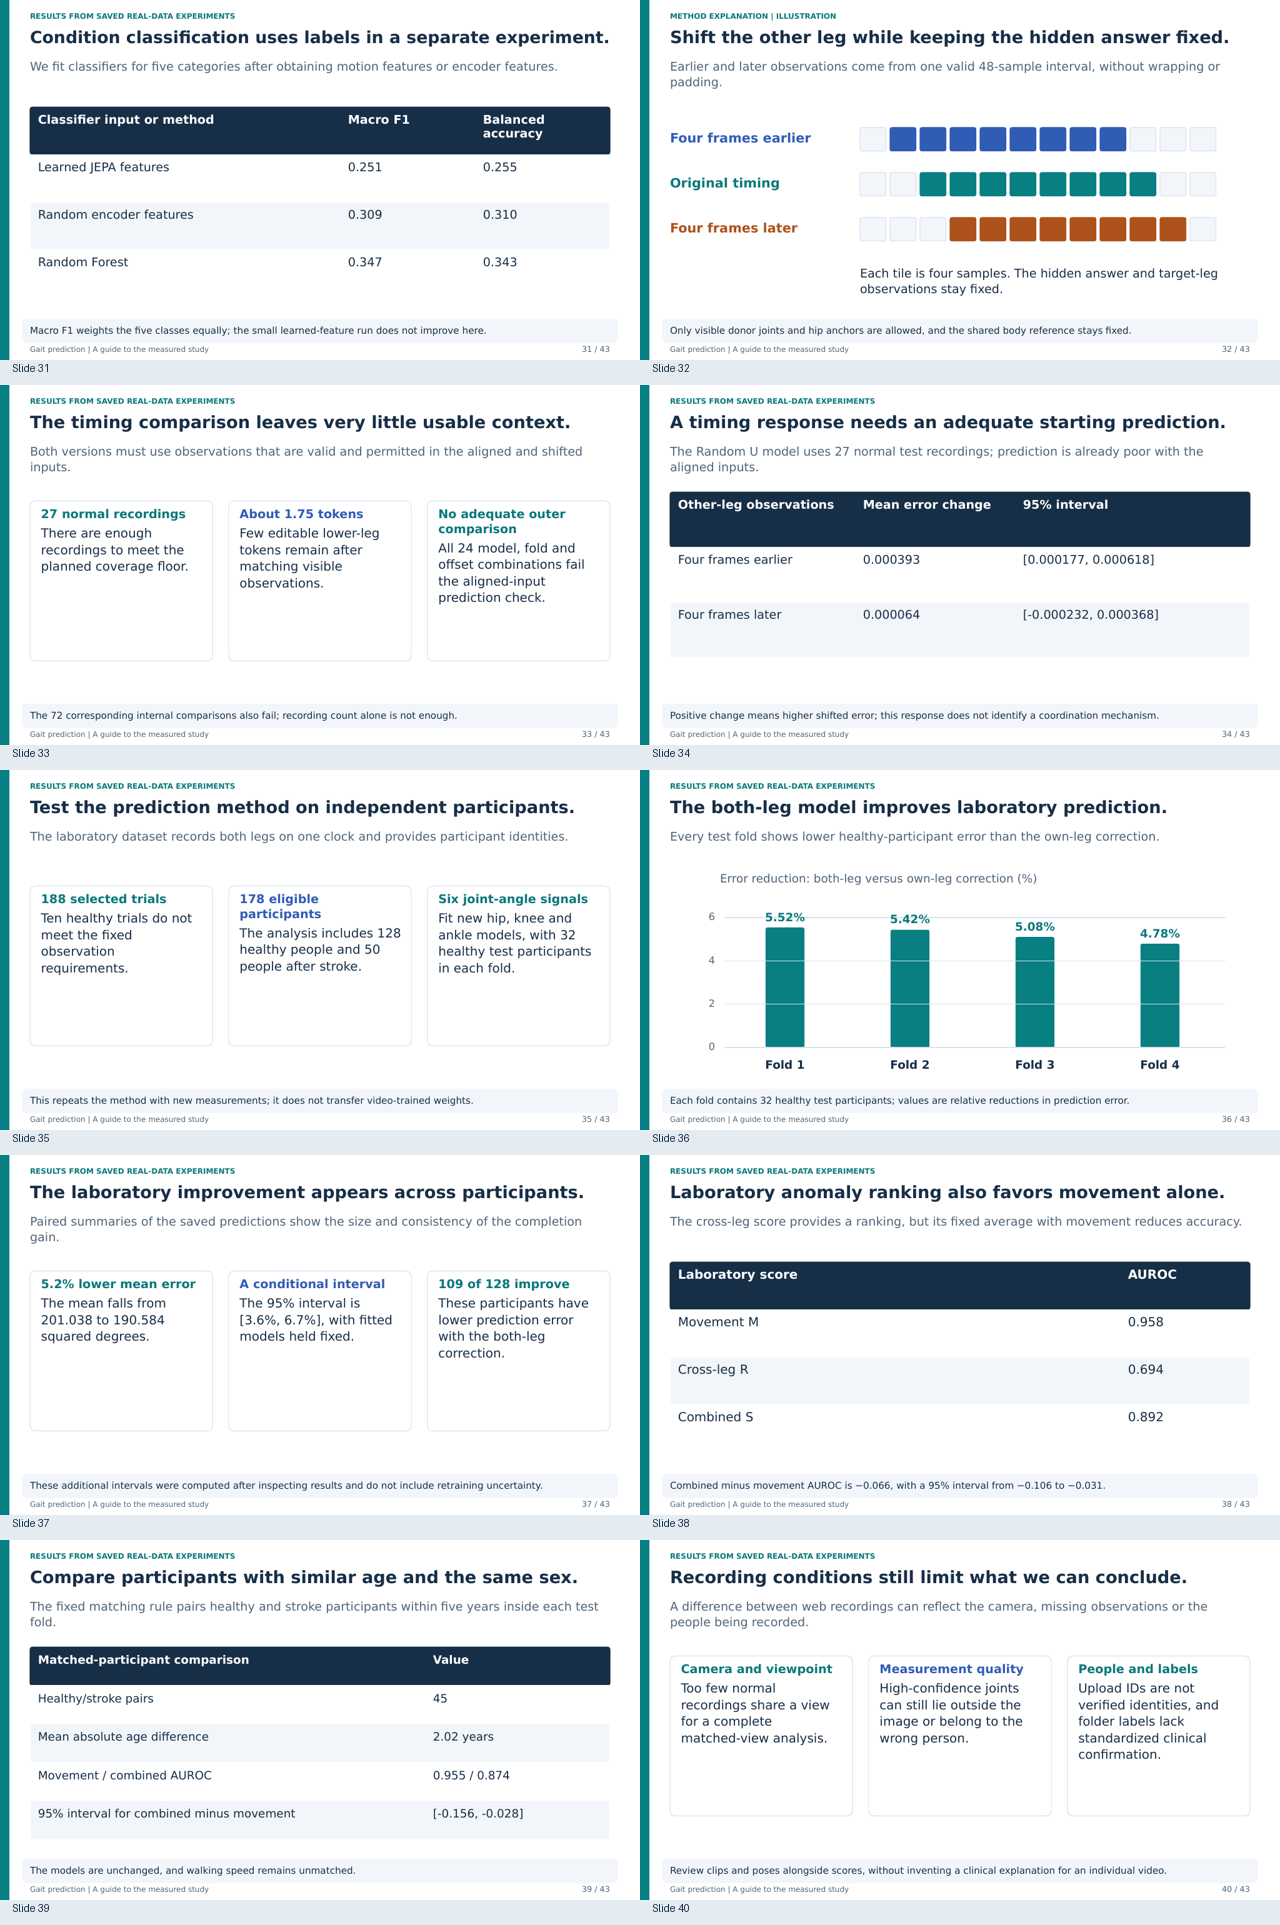 RESULTS FROM SAVED REAL-DATA EXPERIMENTS
Condition classification uses labels in a separate experiment.
We fit classifiers for five categories after obtaining motion features or encoder features.
Classifier input or method Macro F1 Balanced
accuracy
Learned JEPA features 0.251 0.255
Random encoder features 0.309 0.310
Random Forest 0.347 0.343
Macro F1 weights the five classes equally; the small learned-feature run does not improve here.
Gait prediction | A guide to the measured study 31 / 43
Slide 31
METHOD EXPLANATION | ILLUSTRATION
Shift the other leg while keeping the hidden answer fixed.
Earlier and later observations come from one valid 48-sample interval, without wrapping or
padding.
Four frames earlier
Original timing
Four frames later
Each tile is four samples. The hidden answer and target-leg
observations stay fixed.
Only visible donor joints and hip anchors are allowed, and the shared body reference stays fixed.
Gait prediction | A guide to the measured study 32 / 43
Slide 32
RESULTS FROM SAVED REAL-DATA EXPERIMENTS
The timing comparison leaves very little usable context.
Both versions must use observations that are valid and permitted in the aligned and shifted
inputs.
27 normal recordings
There are enough
recordings to meet the
planned coverage floor.
About 1.75 tokens
Few editable lower-leg
tokens remain after
matching visible
observations.
No adequate outer
comparison
All 24 model, fold and
offset combinations fail
the aligned-input
prediction check.
The 72 corresponding internal comparisons also fail; recording count alone is not enough.
Gait prediction | A guide to the measured study 33 / 43
Slide 33
RESULTS FROM SAVED REAL-DATA EXPERIMENTS
A timing response needs an adequate starting prediction.
The Random U model uses 27 normal test recordings; prediction is already poor with the
aligned inputs.
Other-leg observations Mean error change 95% interval
Four frames earlier 0.000393 [0.000177, 0.000618]
Four frames later 0.000064 [-0.000232, 0.000368]
Positive change means higher shifted error; this response does not identify a coordination mechanism.
Gait prediction | A guide to the measured study 34 / 43
Slide 34
RESULTS FROM SAVED REAL-DATA EXPERIMENTS
Test the prediction method on independent participants.
The laboratory dataset records both legs on one clock and provides participant identities.
188 selected trials
Ten healthy trials do not
meet the fixed
observation
requirements.
178 eligible
participants
The analysis includes 128
healthy people and 50
people after stroke.
Six joint-angle signals
Fit new hip, knee and
ankle models, with 32
healthy test participants
in each fold.
This repeats the method with new measurements; it does not transfer video-trained weights.
Gait prediction | A guide to the measured study 35 / 43
Slide 35
RESULTS FROM SAVED REAL-DATA EXPERIMENTS
The both-leg model improves laboratory prediction.
Every test fold shows lower healthy-participant error than the own-leg correction.
Error reduction: both-leg versus own-leg correction (%)
6
4
2
0
5.52% 5.42% 5.08% 4.78%
Fold 1 Fold 2 Fold 3 Fold 4
Each fold contains 32 healthy test participants; values are relative reductions in prediction error.
Gait prediction | A guide to the measured study 36 / 43
Slide 36
RESULTS FROM SAVED REAL-DATA EXPERIMENTS
The laboratory improvement appears across participants.
Paired summaries of the saved predictions show the size and consistency of the completion
gain.
5.2% lower mean error
The mean falls from
201.038 to 190.584
squared degrees.
A conditional interval
The 95% interval is
[3.6%, 6.7%], with fitted
models held fixed.
109 of 128 improve
These participants have
lower prediction error
with the both-leg
correction.
These additional intervals were computed after inspecting results and do not include retraining uncertainty.
Gait prediction | A guide to the measured study 37 / 43
Slide 37
RESULTS FROM SAVED REAL-DATA EXPERIMENTS
Laboratory anomaly ranking also favors movement alone.
The cross-leg score provides a ranking, but its fixed average with movement reduces accuracy.
Laboratory score AUROC
Movement M 0.958
Cross-leg R 0.694
Combined S 0.892
Combined minus movement AUROC is −0.066, with a 95% interval from −0.106 to −0.031.
Gait prediction | A guide to the measured study 38 / 43
Slide 38
RESULTS FROM SAVED REAL-DATA EXPERIMENTS
Compare participants with similar age and the same sex.
The fixed matching rule pairs healthy and stroke participants within five years inside each test
fold.
Matched-participant comparison Value
Healthy/stroke pairs 45
Mean absolute age difference 2.02 years
Movement / combined AUROC 0.955 / 0.874
95% interval for combined minus movement [-0.156, -0.028]
The models are unchanged, and walking speed remains unmatched.
Gait prediction | A guide to the measured study 39 / 43
Slide 39
RESULTS FROM SAVED REAL-DATA EXPERIMENTS
Recording conditions still limit what we can conclude.
A difference between web recordings can reflect the camera, missing observations or the
people being recorded.
Camera and viewpoint
Too few normal
recordings share a view
for a complete
matched-view analysis.
Measurement quality
High-confidence joints
can still lie outside the
image or belong to the
wrong person.
People and labels
Upload IDs are not
verified identities, and
folder labels lack
standardized clinical
confirmation.
Review clips and poses alongside scores, without inventing a clinical explanation for an individual video.
Gait prediction | A guide to the measured study 40 / 43
Slide 40